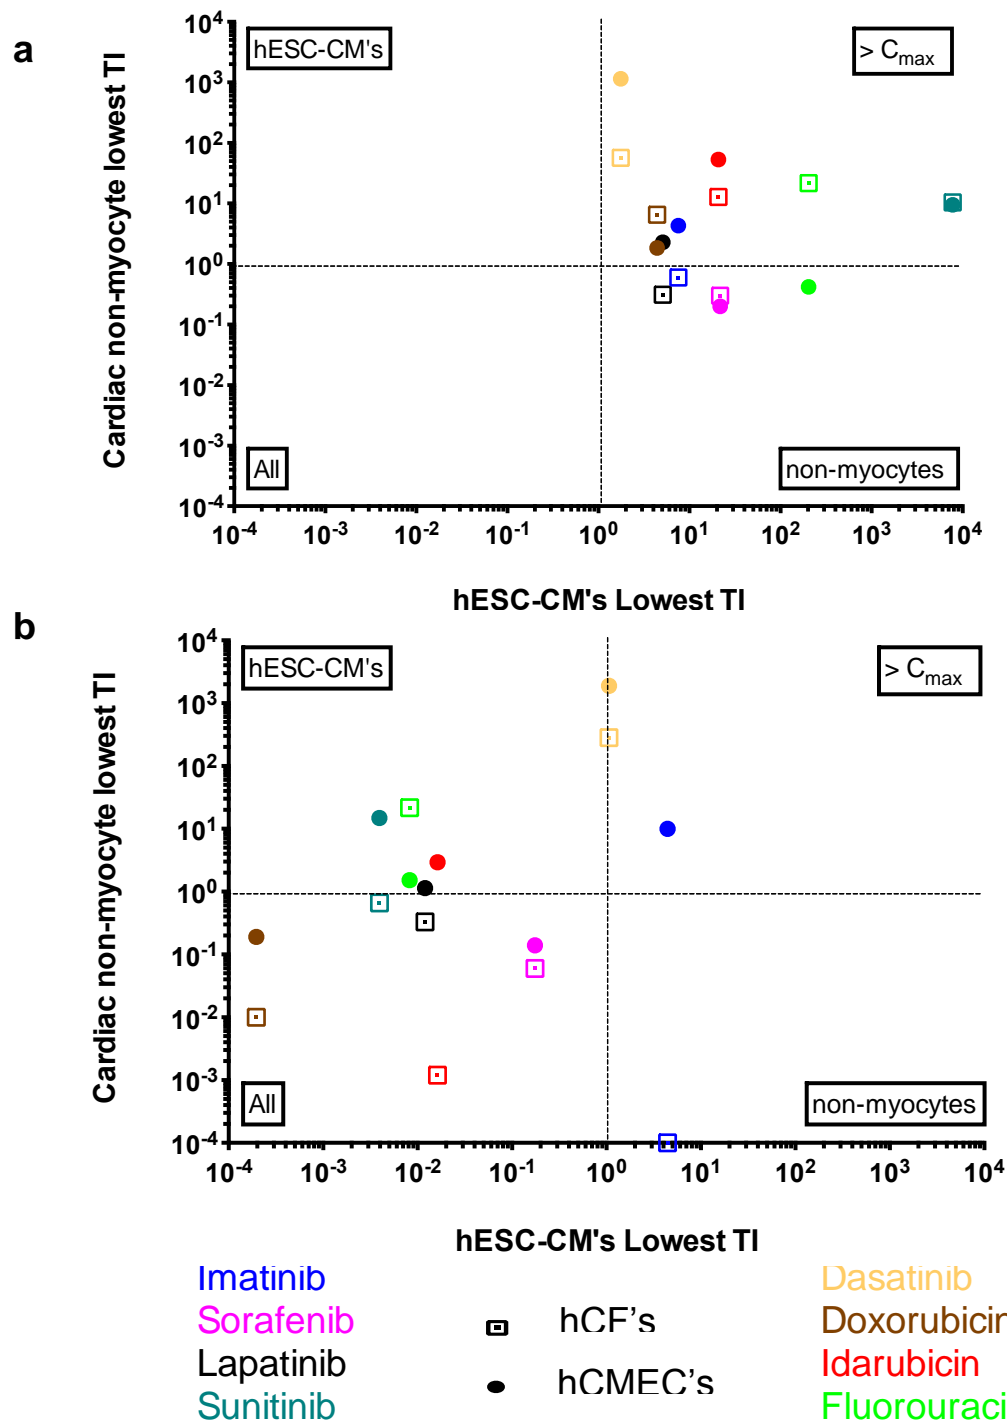 a
hESC-CM's
> Cmax
Cardiac non-myocyte lowest TI
10^4
10^3
10^2
10^1
10^0
10^-1
10^-2
10^-3
10^-4
All
non-myocytes
10^-4 10^-3 10^-2 10^-1 10^0 10^1 10^2 10^3 10^4
hESC-CM's Lowest TI
b
hESC-CM's
> Cmax
Cardiac non-myocyte lowest TI
10^4
10^3
10^2
10^1
10^0
10^-1
10^-2
10^-3
10^-4
All
non-myocytes
10^-4 10^-3 10^-2 10^-1 10^0 10^1 10^2 10^3 10^4
hESC-CM's Lowest TI
Imatinib
Sorafenib
Lapatinib
Sunitinib
hCF's
hCMEC's
Dasatinib
Doxorubicin
Idarubicin
Fluorouraci